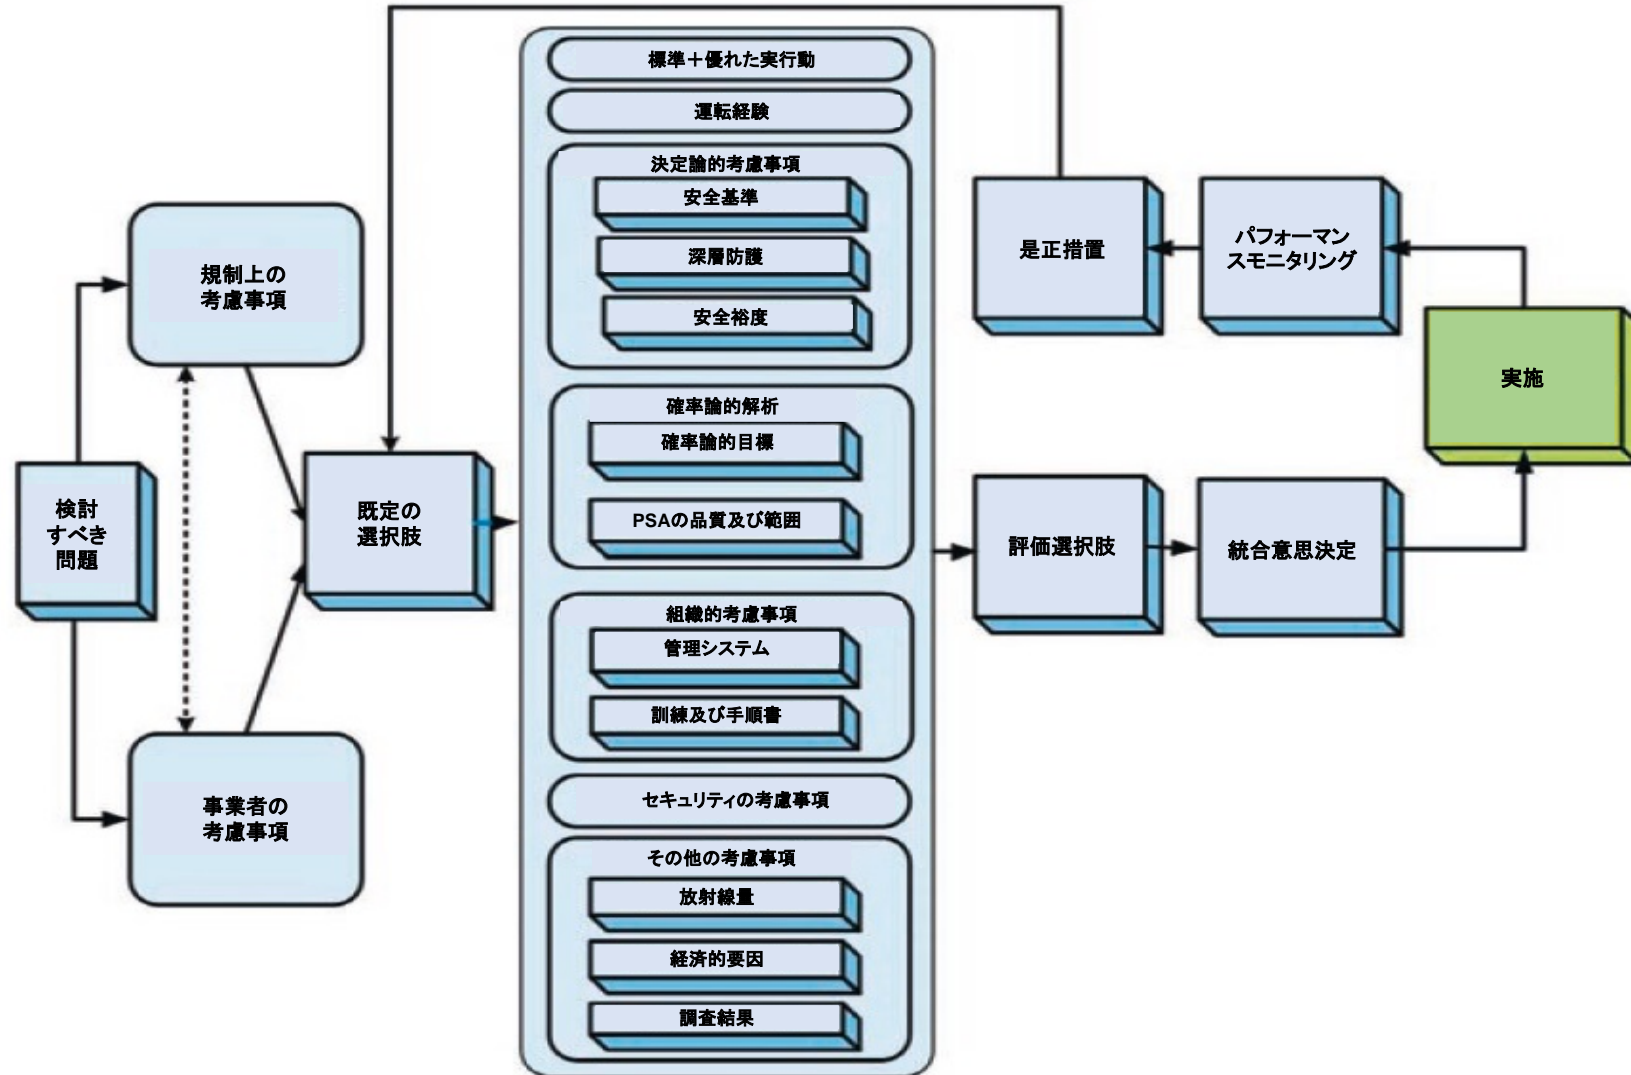 検討
すべき
問題
規制上の
考慮事項
事業者の
考慮事項
既定の
選択肢
標準＋優れた実行動
運転経験
決定論的考慮事項
安全基準
深層防護
安全裕度
確率論的解析
確率論的目標
PSAの品質及び範囲
組織的考慮事項
管理システム
訓練及び手順書
セキュリティの考慮事項
その他の考慮事項
放射線量
経済的要因
調査結果
評価選択肢
統合意思決定
実施
パフォーマン
スモニタリング
是正措置